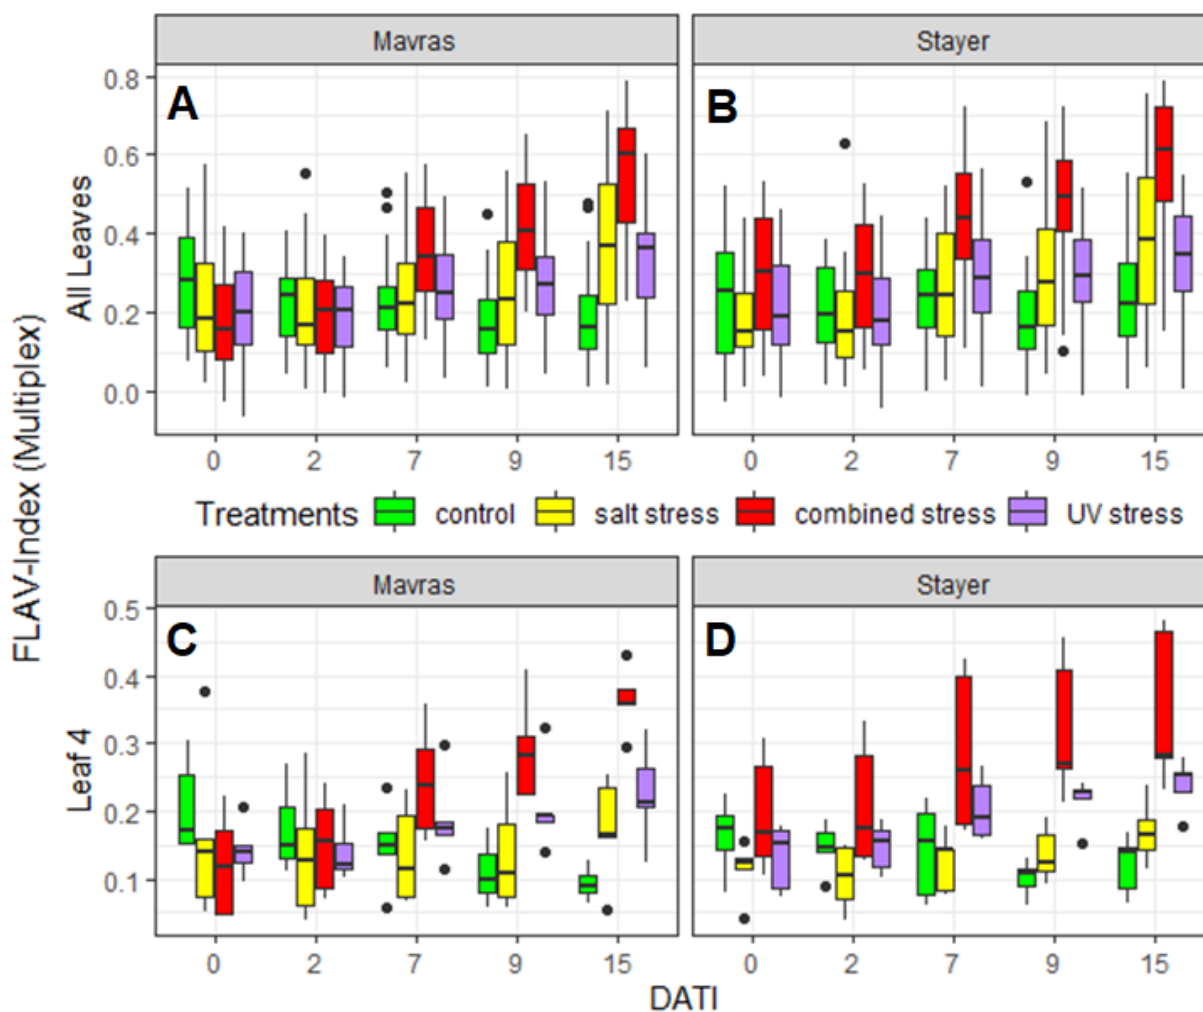 Mavras Stayer
A B
0.8
0.6
0.4
0.2
0.0
All Leaves
0 2 7 9 15 0 2 7 9 15
FLAV-Index (Multiplex)
Treatments control salt stress combined stress UV stress
Mavras Stayer
C D
0.5
0.4
0.3
0.2
0.1
Leaf 4
0 2 7 9 15 0 2 7 9 15
DATI